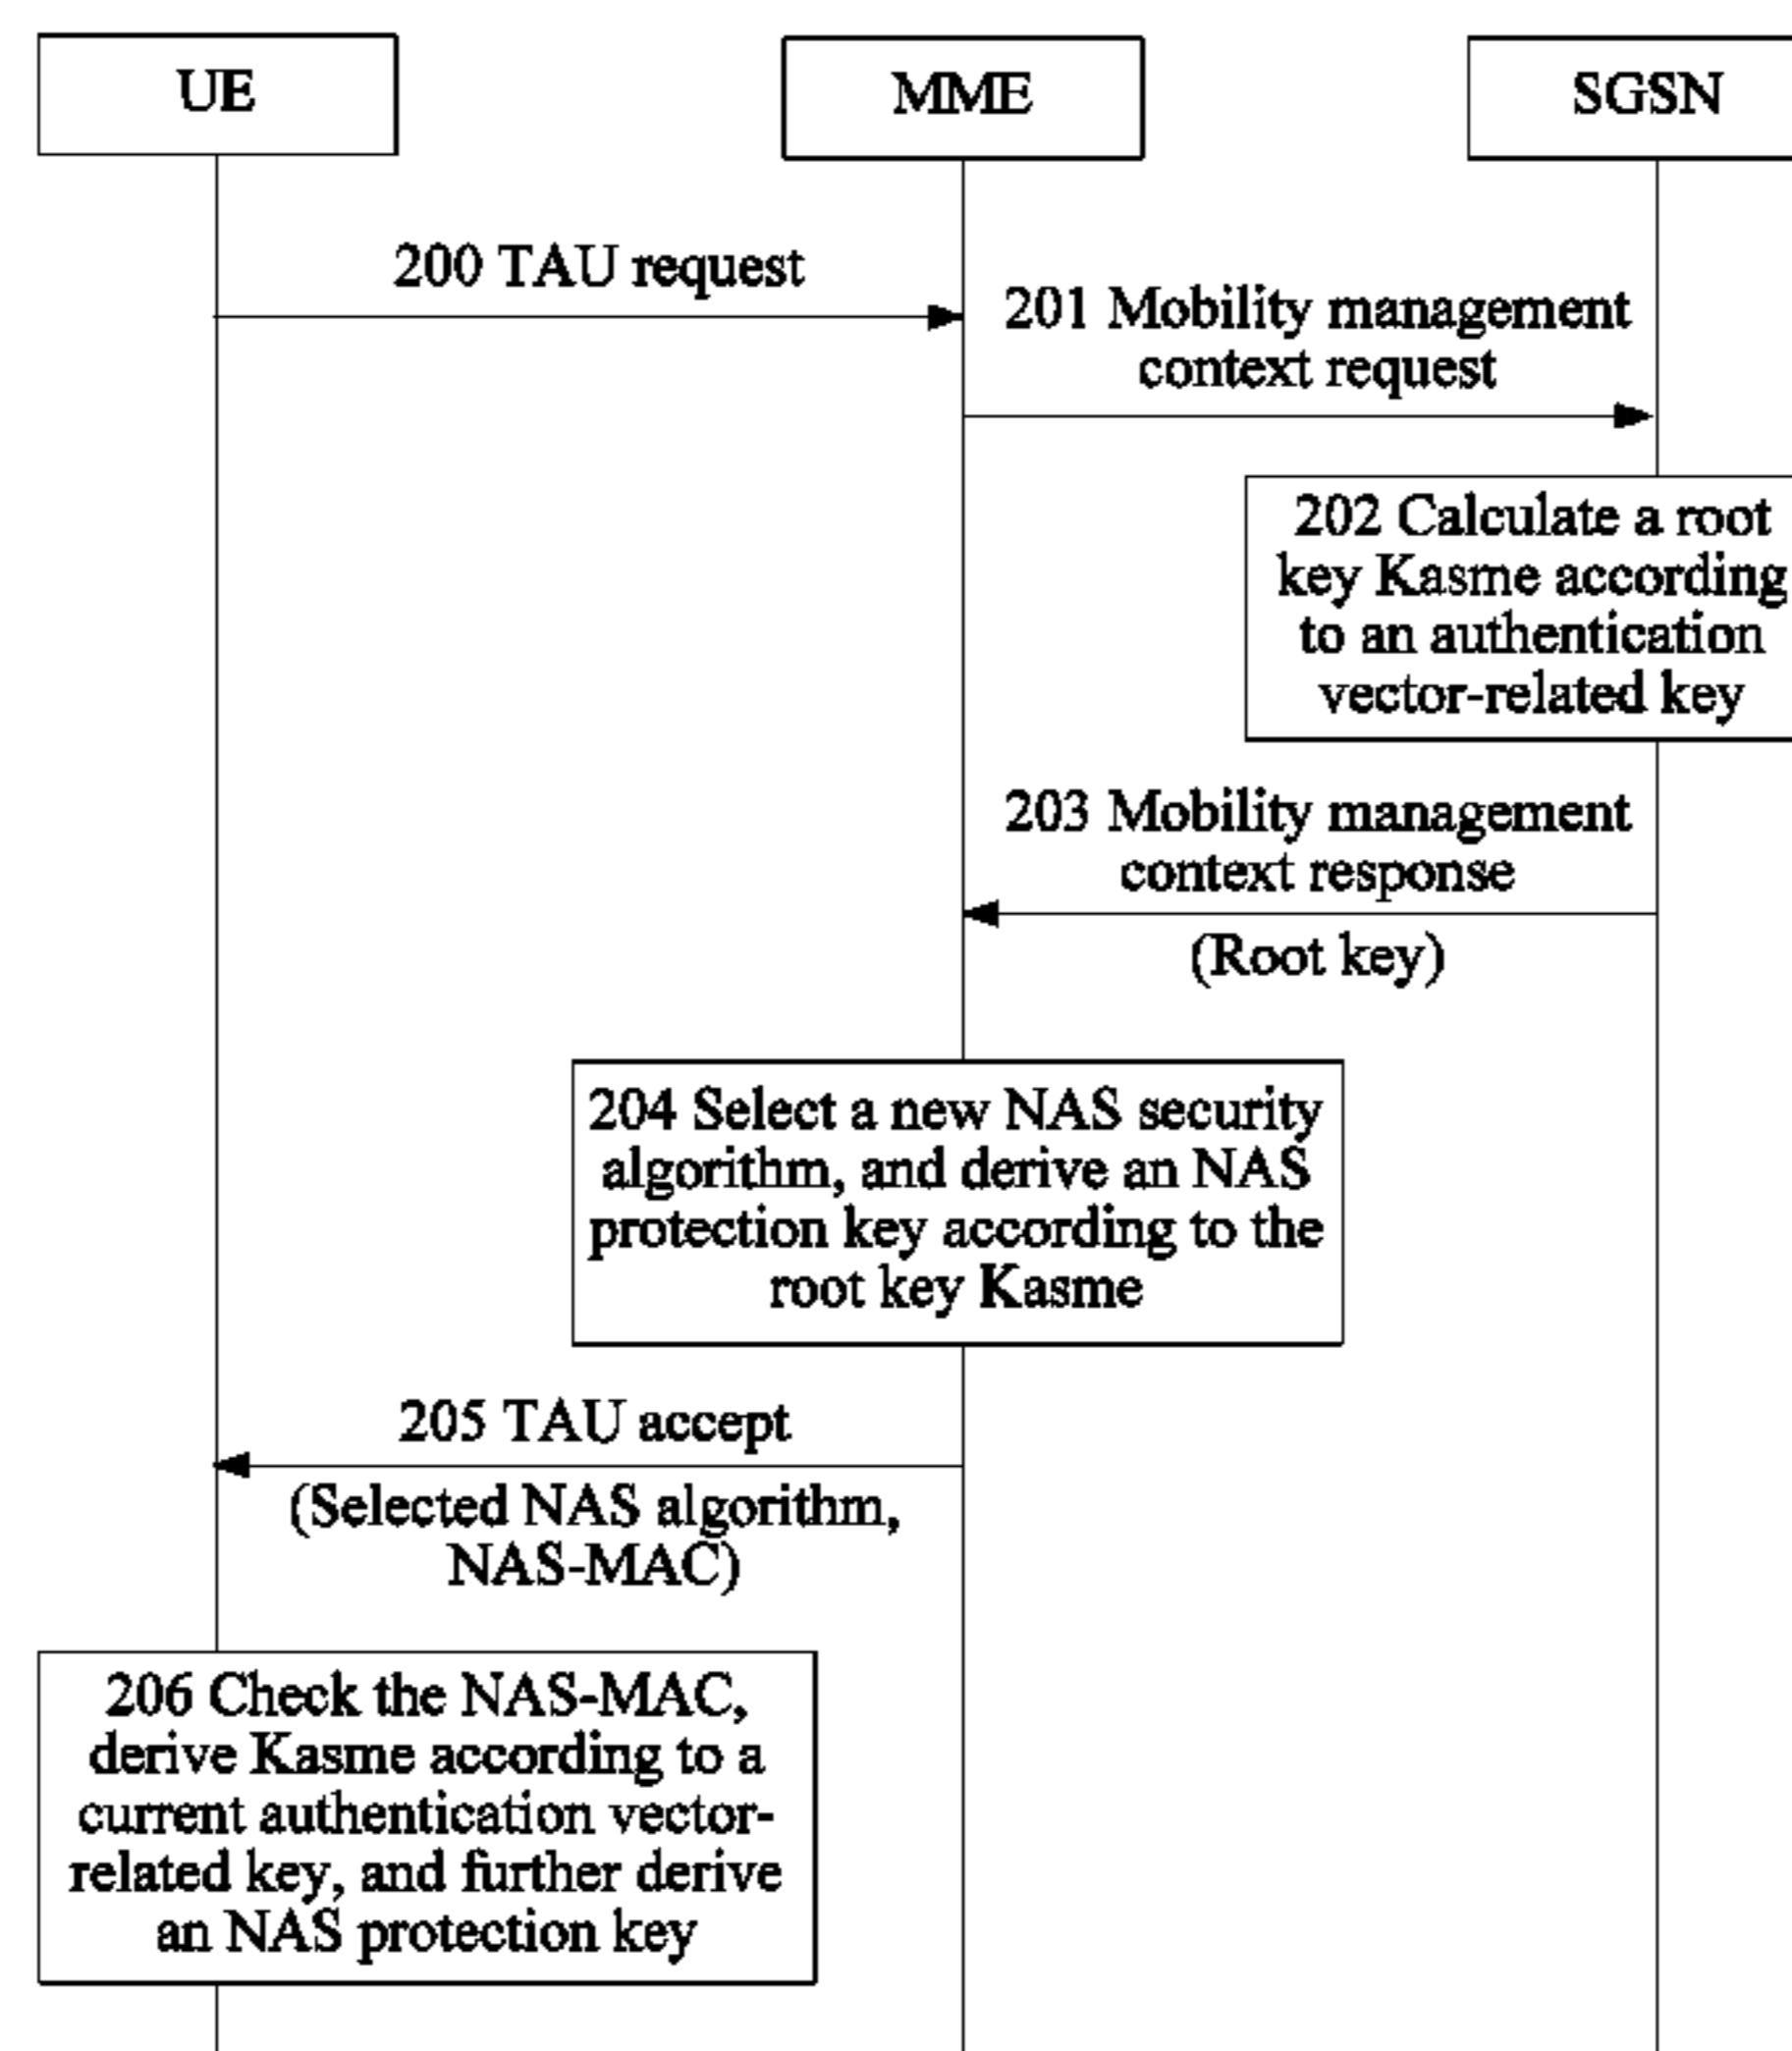 UE
MME
SGSN
200 TAU request
201 Mobility management
context request
202 Calculate a root
key Kasme according
to an authentication
vector-related key
203 Mobility management
context response
(Root key)
204 Select a new NAS security
algorithm, and derive an NAS
protection key according to the
root key Kasme
205 TAU accept
(Selected NAS algorithm,
NAS-MAC)
206 Check the NAS-MAC,
derive Kasme according to a
current authentication vector-
related key, and further derive
an NAS protection key